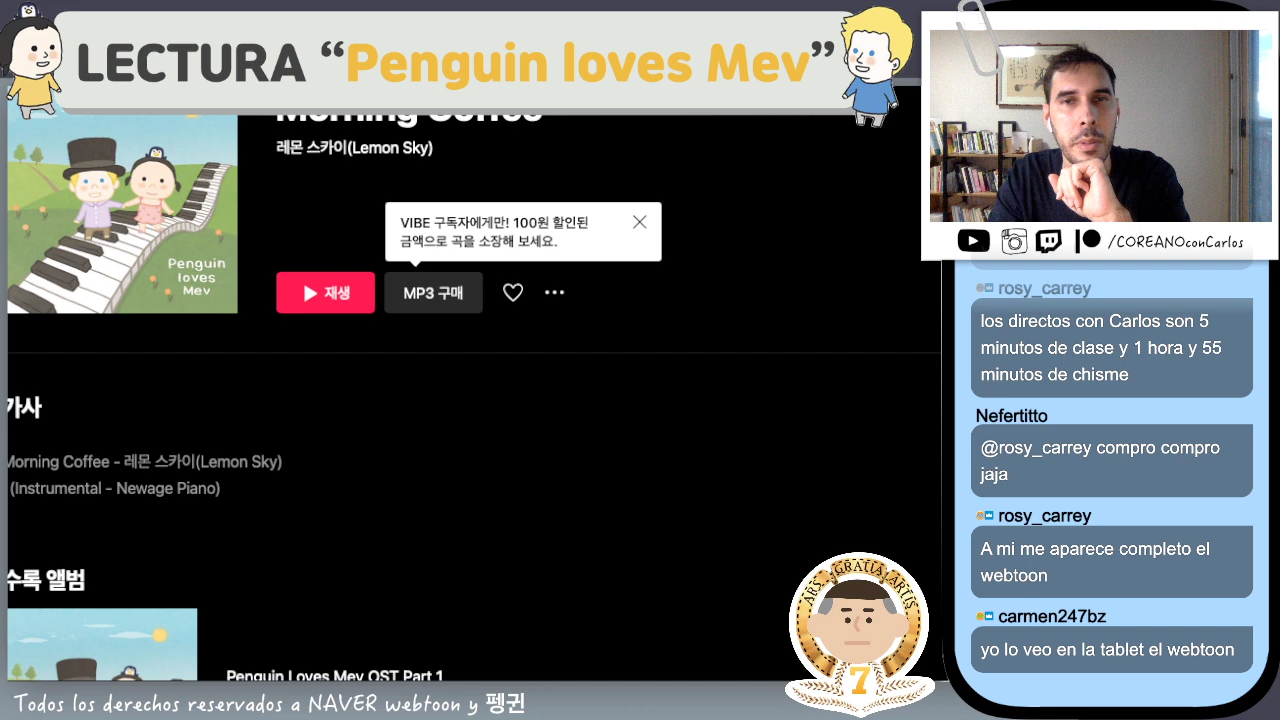 LECTURA “Penguin loves Mev”
Morning Coffee
레몬 스카이(Lemon Sky)
VIBE 구독자에게만! 100원 할인된
금액으로 곡을 소장해 보세요.
재생
MP3 구매
Penguin
loves
Mev
가사
Morning Coffee - 레몬 스카이(Lemon Sky)
(Instrumental - Newage Piano)
수록 앨범
Penguin Loves Mev OST Part 1
ARS GRATIA ARTIS
7
Todos los derechos reservados a NAVER webtoon y 펭귄
/COREANOconCarlos
rosy_carrey
los directos con Carlos son 5
minutos de clase y 1 hora y 55
minutos de chisme
Nefertitto
@rosy_carrey compro compro
jaja
rosy_carrey
A mi me aparece completo el
webtoon
carmen247bz
yo lo veo en la tablet el webtoon